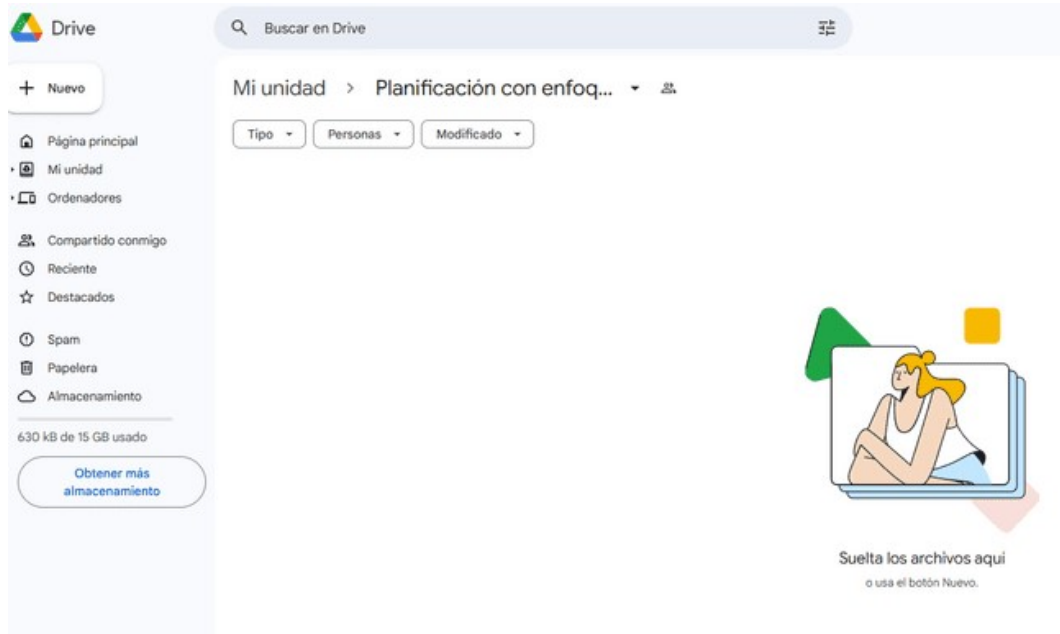 Drive
Buscar en Drive
Nuevo
Mi unidad > Planificación con enfoq...
Tipo
Personas
Modificado
Página principal
Mi unidad
Ordenadores
Compartido conmigo
Reciente
Destacados
Spam
Papelera
Almacenamiento
630 kB de 15 GB usado
Obtener más
almacenamiento
Suelta los archivos aquí
o usa el botón Nuevo.